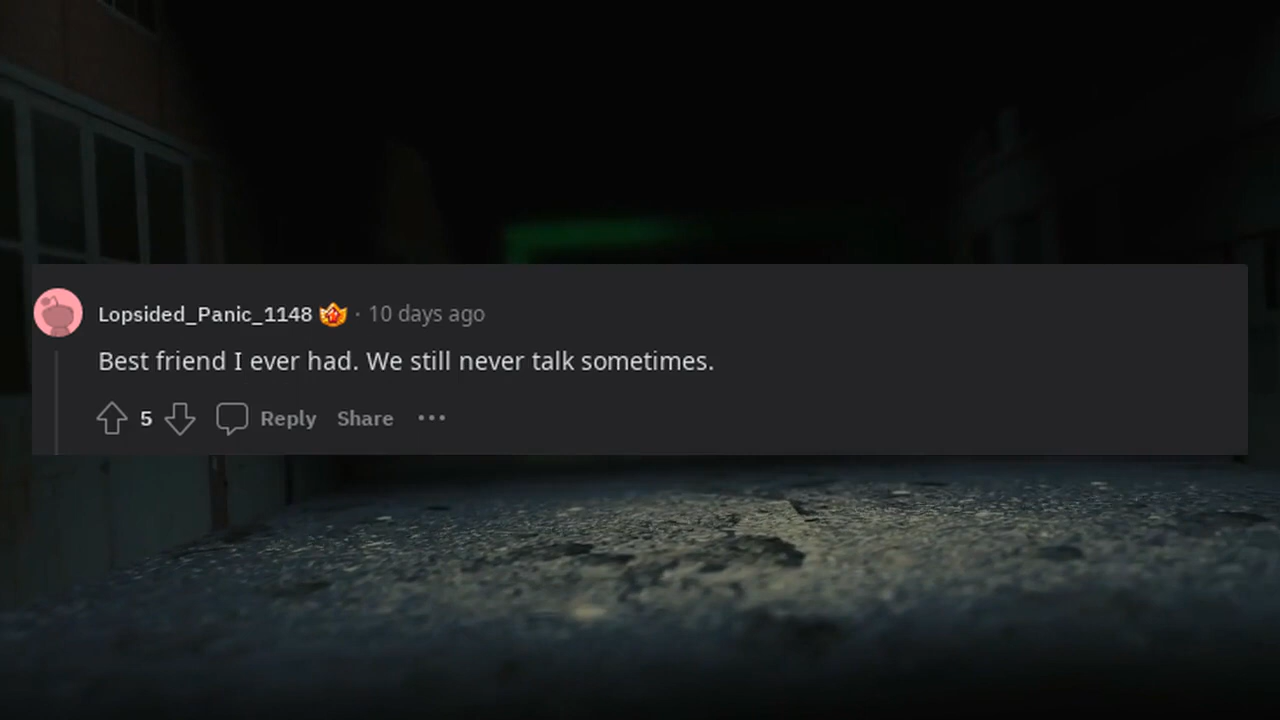 Lopsided_Panic_1148 · 10 days ago
Best friend I ever had. We still never talk sometimes.
5 Reply Share ···